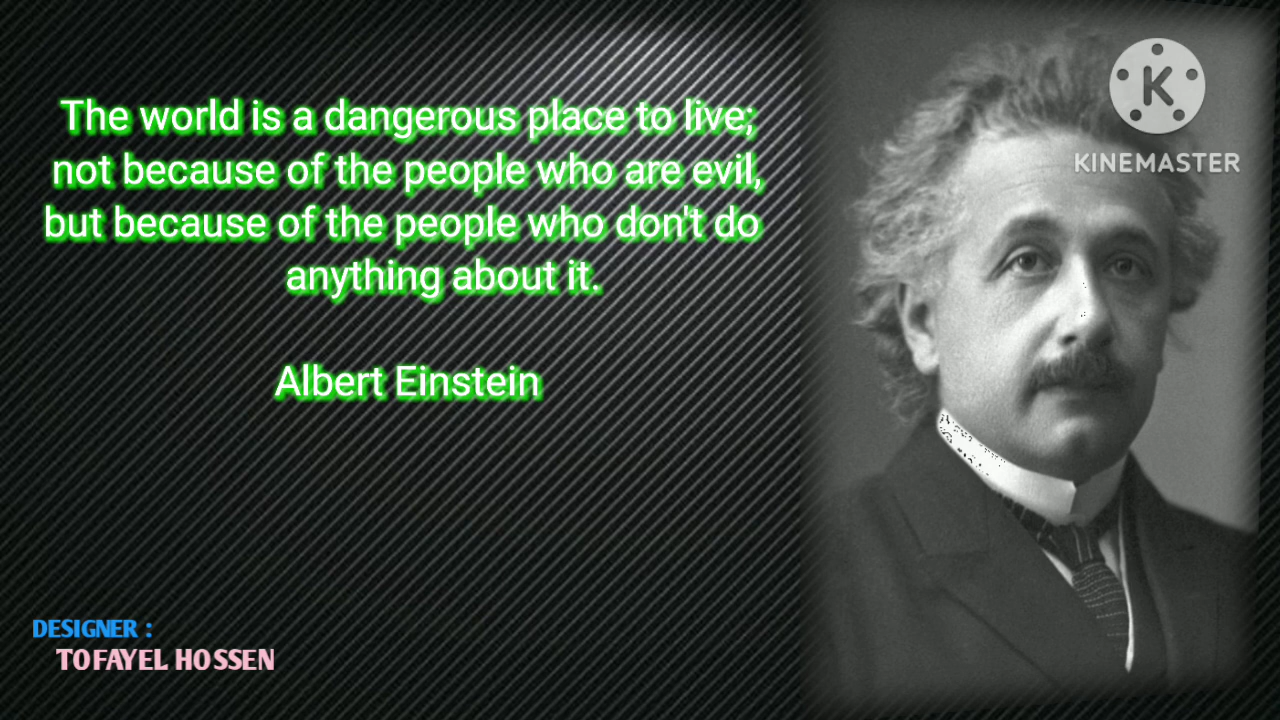 The world is a dangerous place to live;
not because of the people who are evil,
but because of the people who don't do
anything about it.
Albert Einstein
K
KINEMASTER
DESIGNER :
TOFAYEL HOSSEN